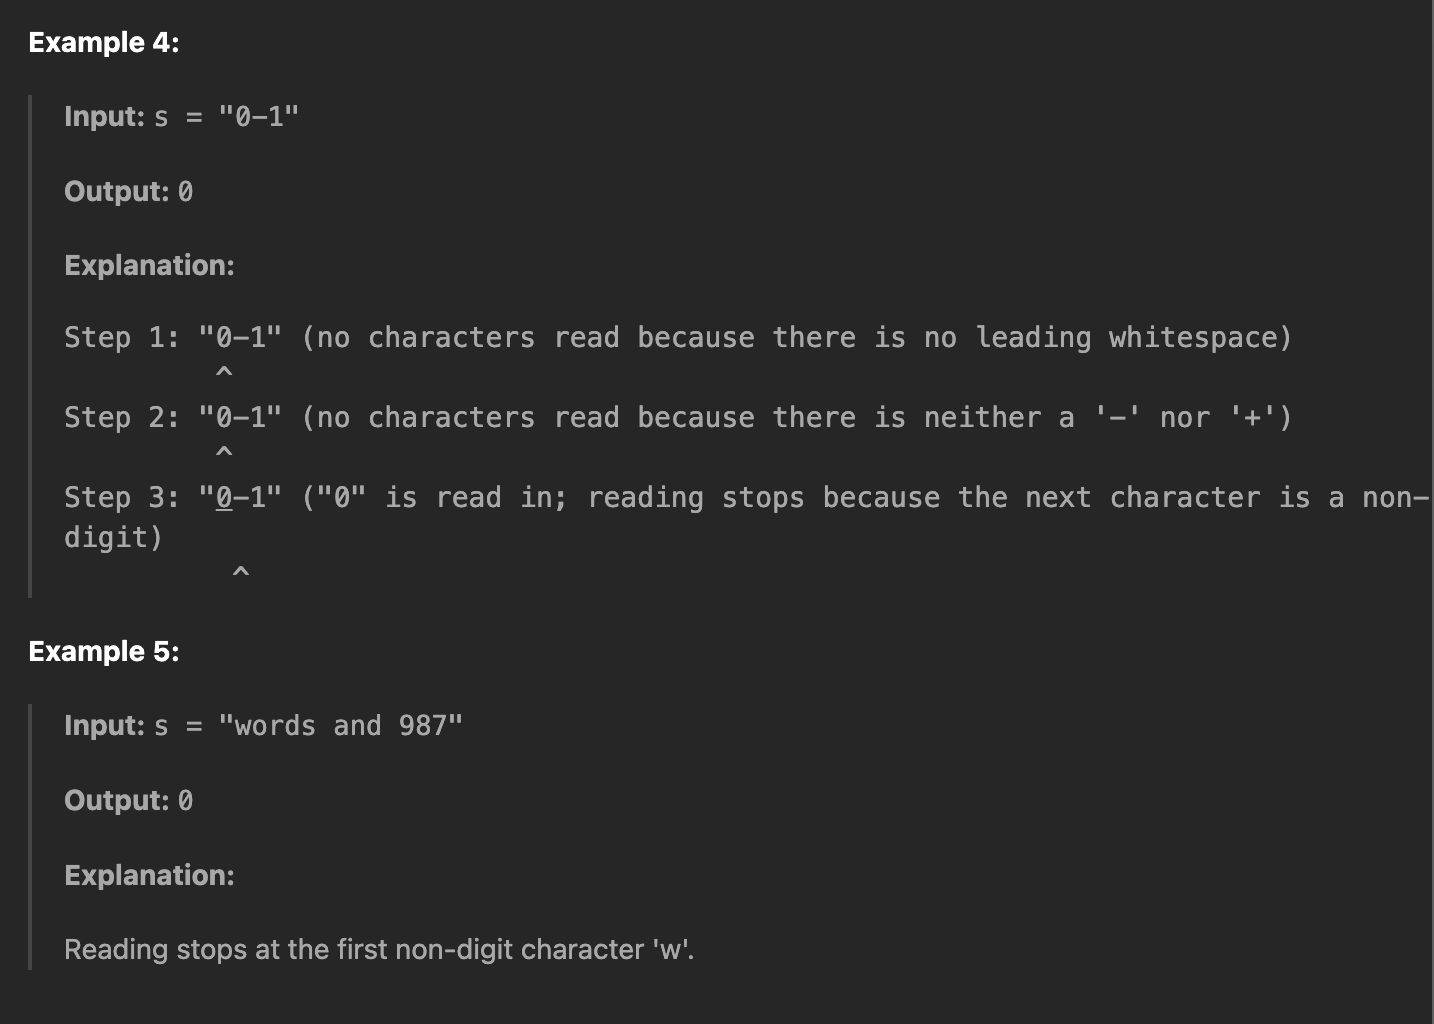 Example 4:
Input: s = "0-1"
Output: 0
Explanation:
Step 1: "0-1" (no characters read because there is no leading whitespace)
^
Step 2: "0-1" (no characters read because there is neither a '-' nor '+')
^
Step 3: "0-1" ("0" is read in; reading stops because the next character is a non-
digit)
^
Example 5:
Input: s = "words and 987"
Output: 0
Explanation:
Reading stops at the first non-digit character 'w'.